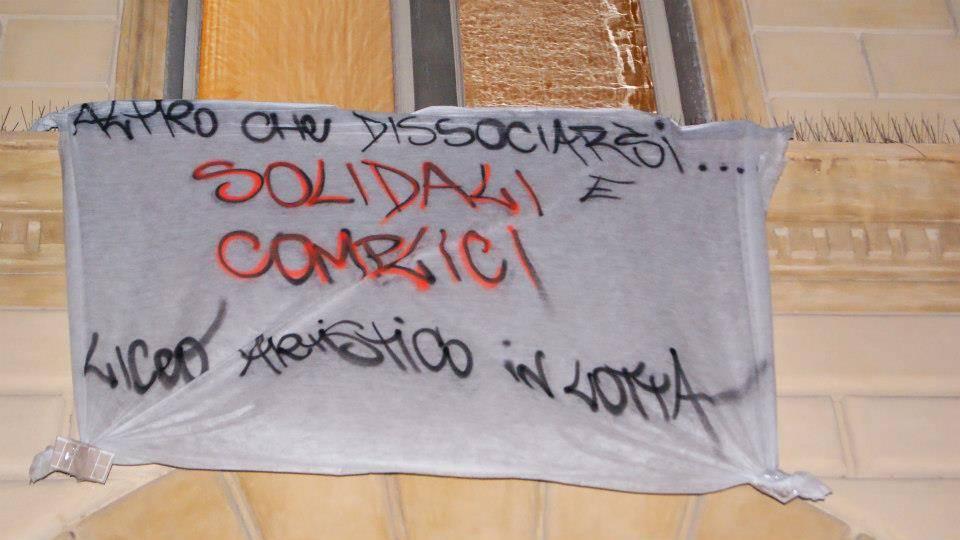 ALTRO CHE DISSOCIARSI...
SOLIDALI E
COMPLICI
LICEO ARTISTICO IN LOTTA